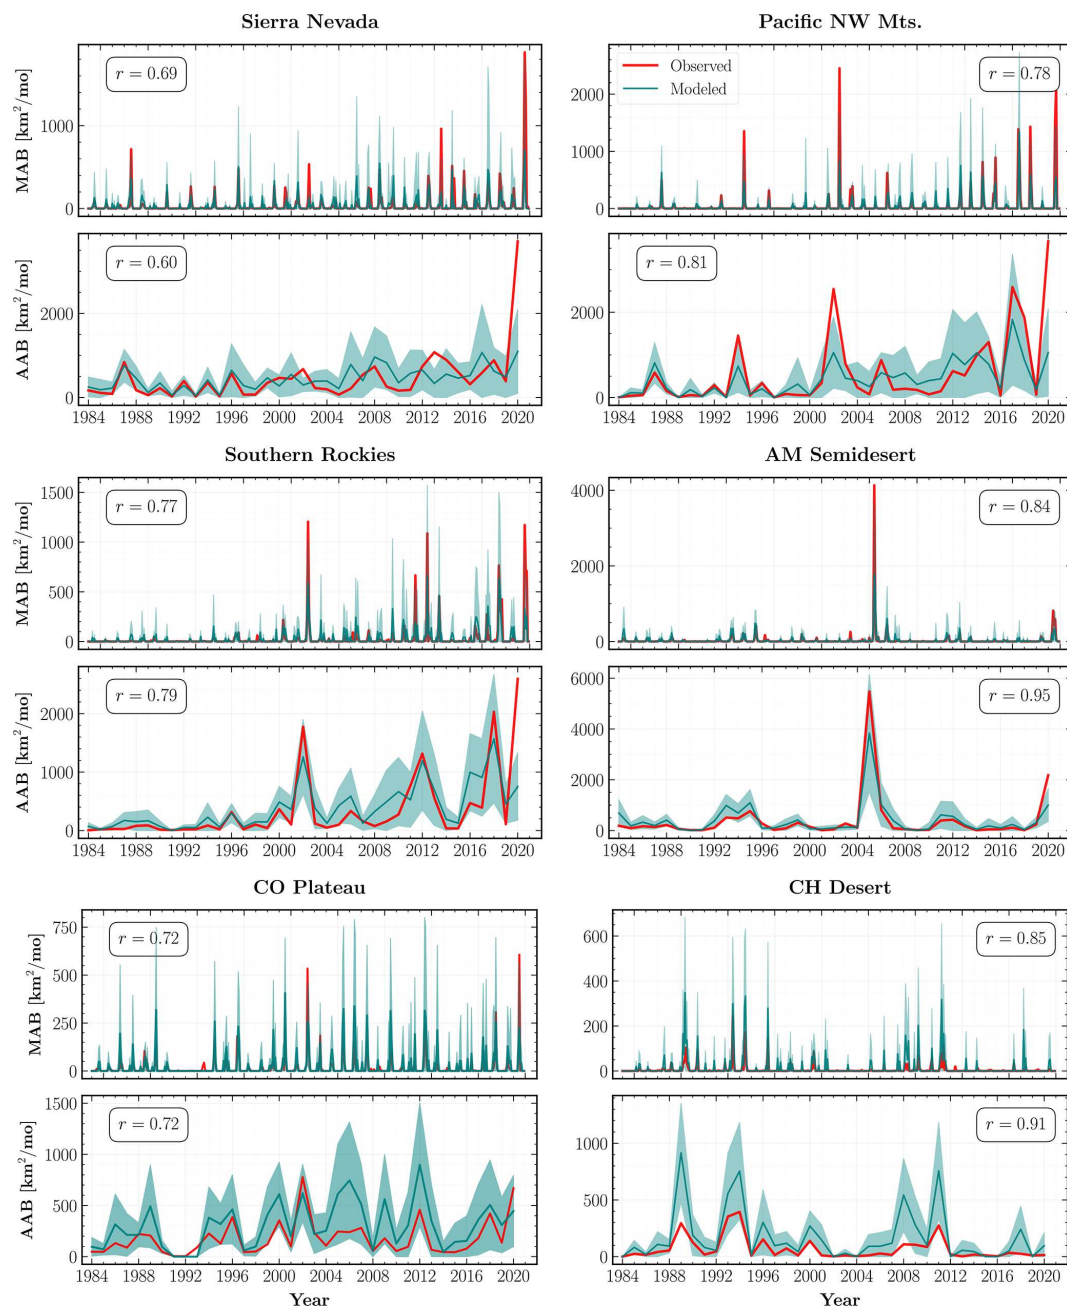 Sierra Nevada
Pacific NW Mts.
MAB [km²/mo]
1000
0
r = 0.69
2000
1000
0
Observed
Modeled
r = 0.78
AAB [km²/mo]
2000
0
r = 0.60
1984 1988 1992 1996 2000 2004 2008 2012 2016 2020
2000
0
r = 0.81
1984 1988 1992 1996 2000 2004 2008 2012 2016 2020
Southern Rockies
AM Semidesert
MAB [km²/mo]
1500
1000
500
0
r = 0.77
4000
2000
0
r = 0.84
AAB [km²/mo]
2000
1000
0
r = 0.79
1984 1988 1992 1996 2000 2004 2008 2012 2016 2020
6000
4000
2000
0
r = 0.95
1984 1988 1992 1996 2000 2004 2008 2012 2016 2020
CO Plateau
CH Desert
MAB [km²/mo]
750
500
250
0
r = 0.72
600
400
200
0
r = 0.85
AAB [km²/mo]
1500
1000
500
0
r = 0.72
1984 1988 1992 1996 2000 2004 2008 2012 2016 2020
Year
1000
500
0
r = 0.91
1984 1988 1992 1996 2000 2004 2008 2012 2016 2020
Year